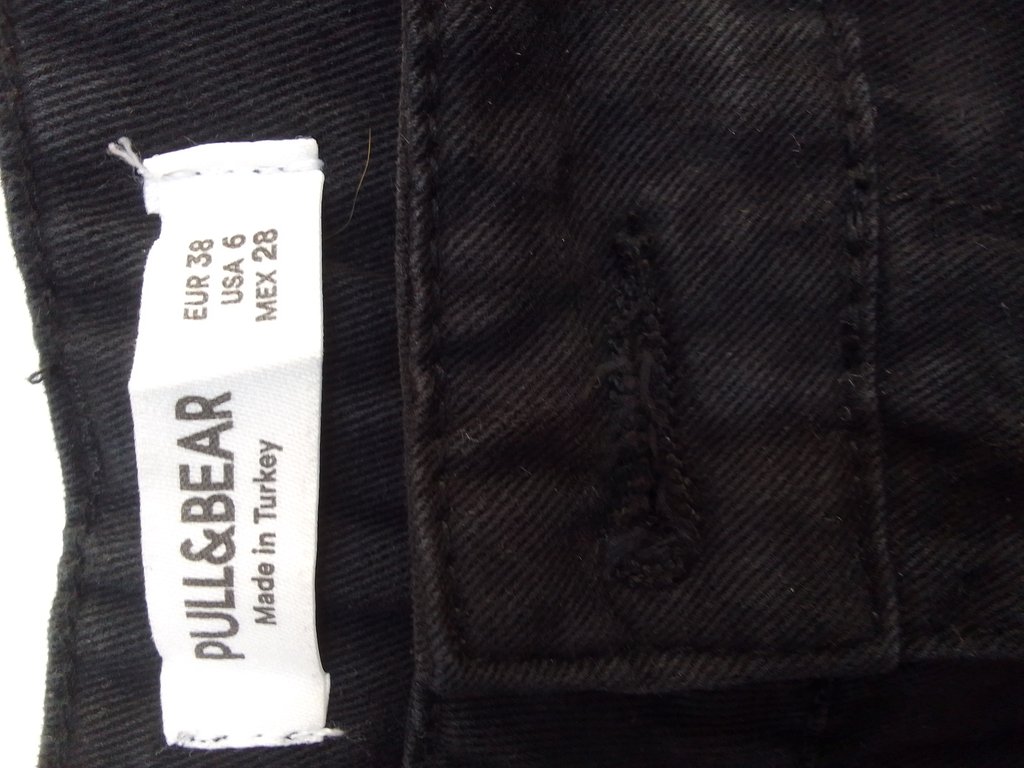 PULL&BEAR
Made in Turkey
EUR 38
USA 6
MEX 28